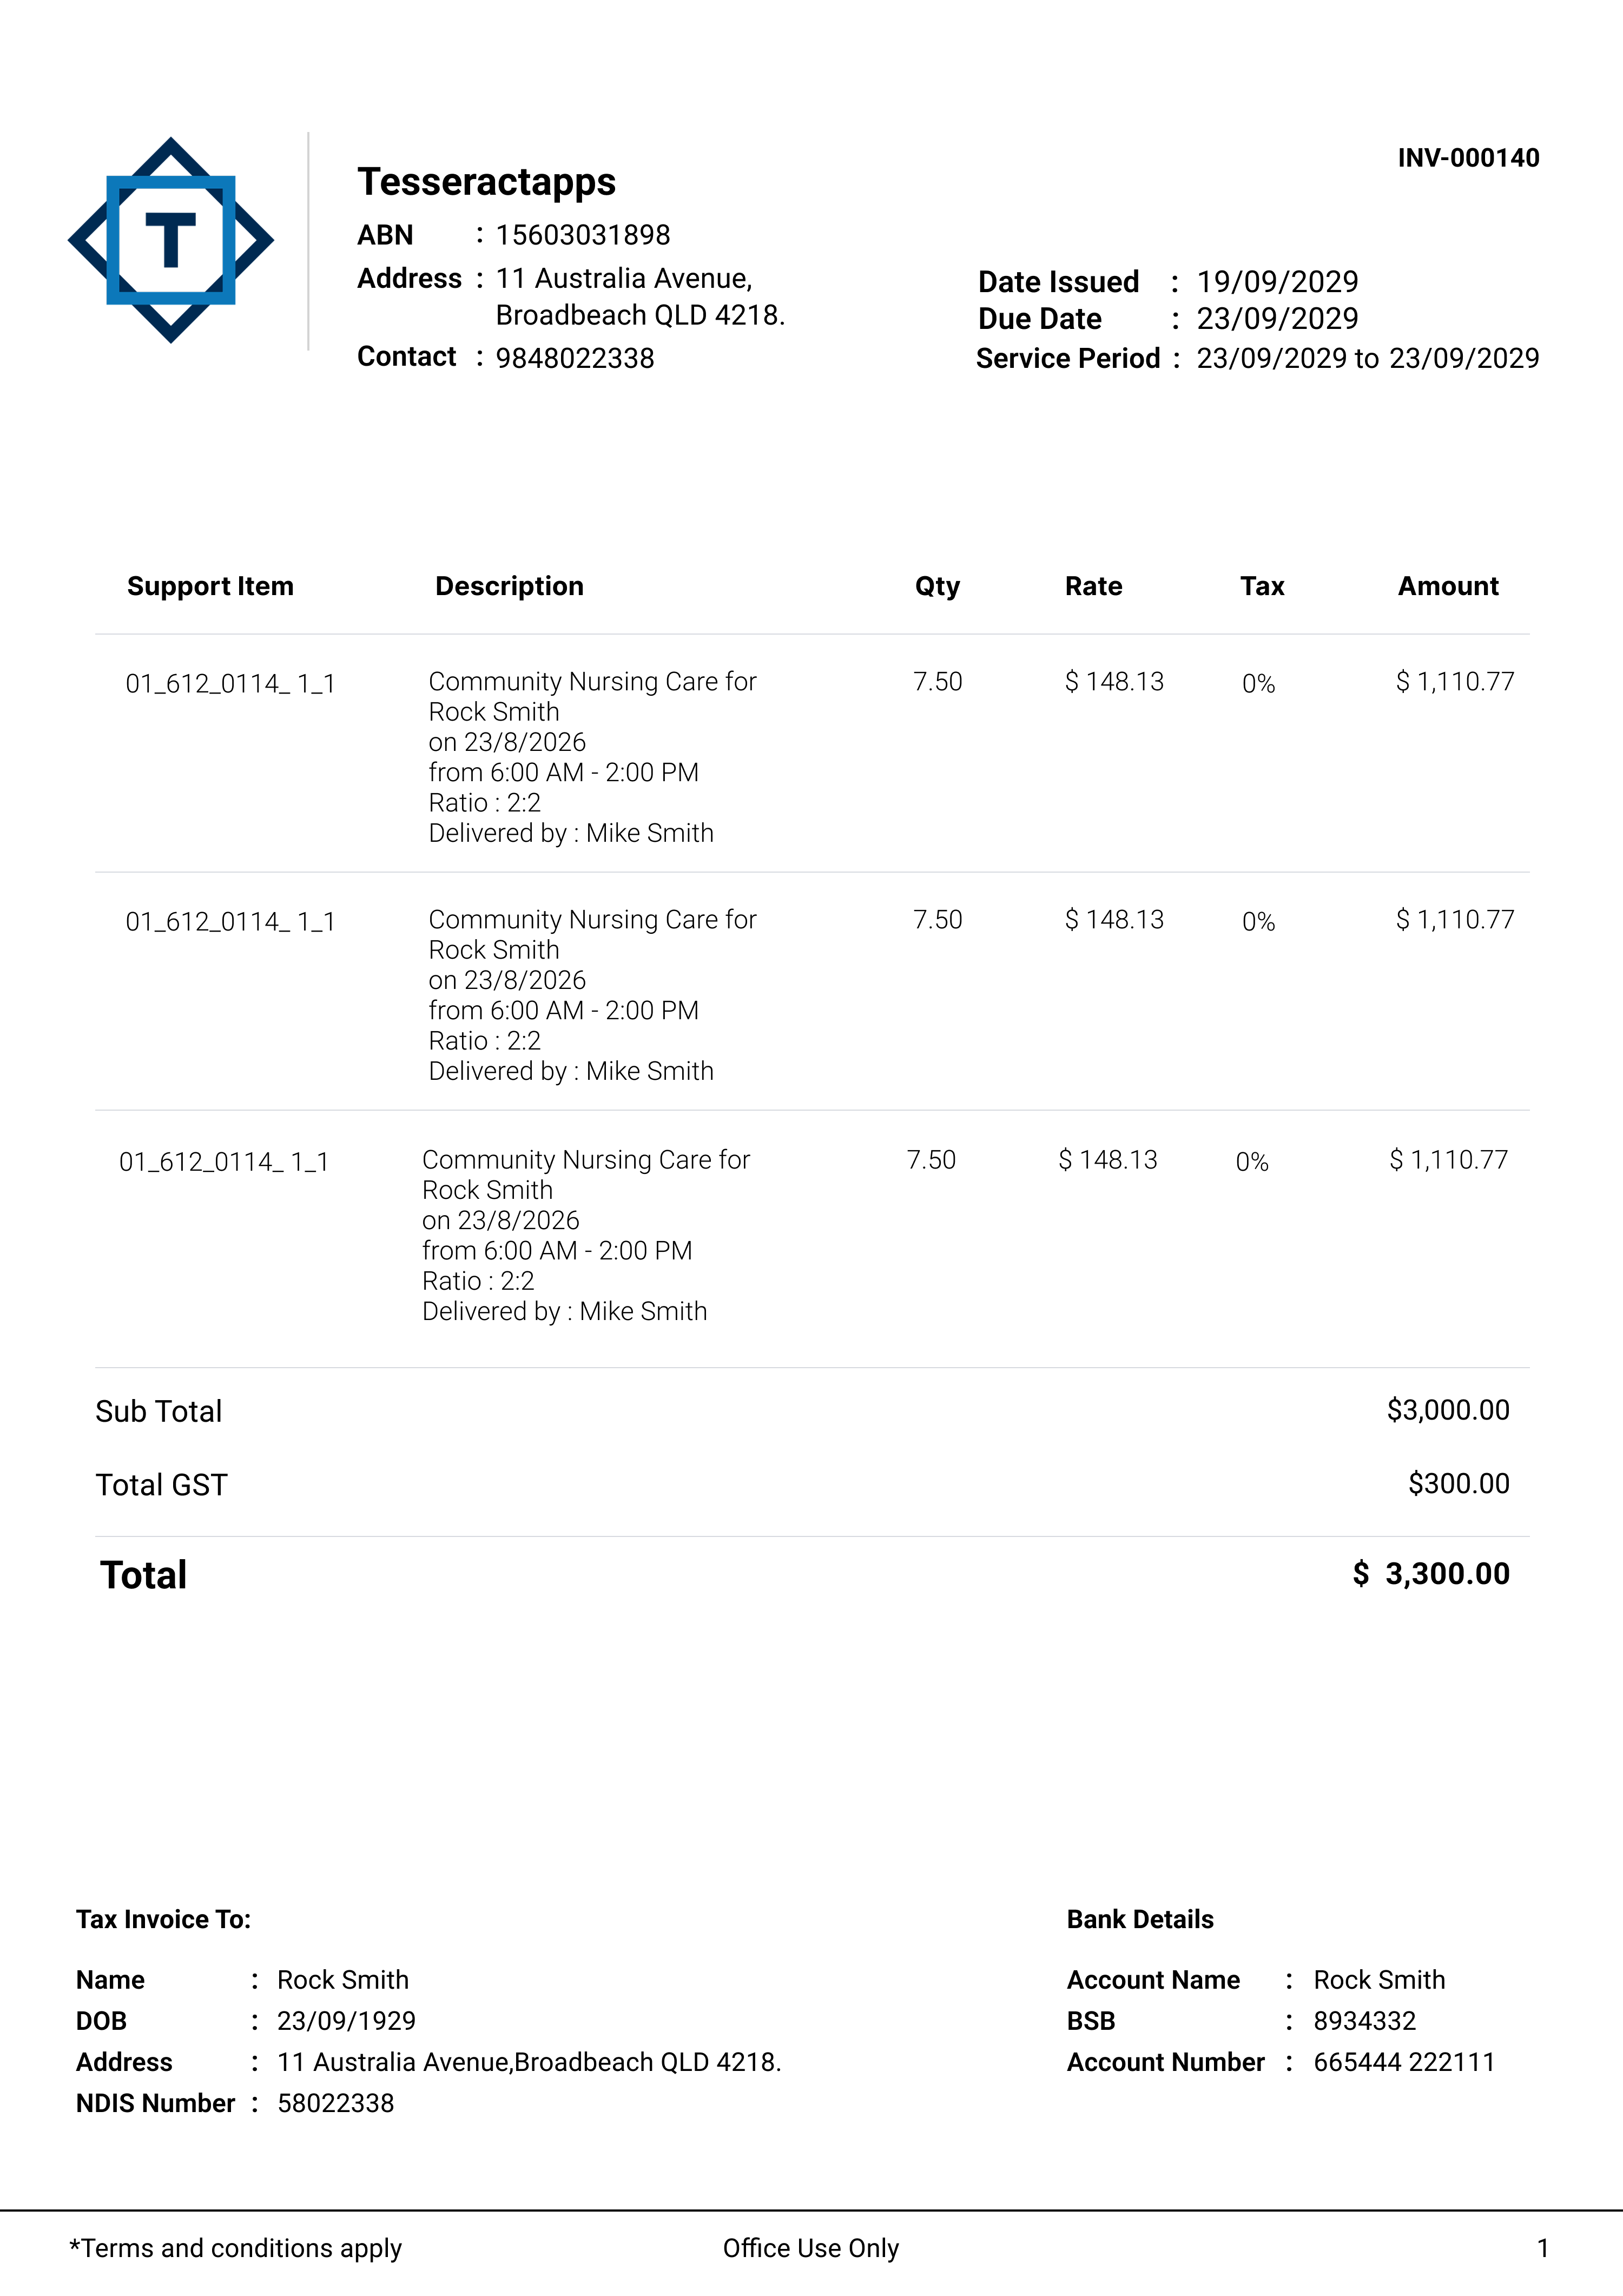 T
Tesseractapps
ABN : 15603031898
Address : 11 Australia Avenue,
Broadbeach QLD 4218.
Contact : 9848022338
INV-000140
Date Issued : 19/09/2029
Due Date : 23/09/2029
Service Period : 23/09/2029 to 23/09/2029
Support Item Description Qty Rate Tax Amount
01_612_0114_ 1_1 Community Nursing Care for 7.50 $ 148.13 0% $ 1,110.77
Rock Smith
on 23/8/2026
from 6:00 AM - 2:00 PM
Ratio : 2:2
Delivered by : Mike Smith
01_612_0114_ 1_1 Community Nursing Care for 7.50 $ 148.13 0% $ 1,110.77
Rock Smith
on 23/8/2026
from 6:00 AM - 2:00 PM
Ratio : 2:2
Delivered by : Mike Smith
01_612_0114_ 1_1 Community Nursing Care for 7.50 $ 148.13 0% $ 1,110.77
Rock Smith
on 23/8/2026
from 6:00 AM - 2:00 PM
Ratio : 2:2
Delivered by : Mike Smith
Sub Total $3,000.00
Total GST $300.00
Total $ 3,300.00
Tax Invoice To:
Name : Rock Smith
DOB : 23/09/1929
Address : 11 Australia Avenue,Broadbeach QLD 4218.
NDIS Number : 58022338
Bank Details
Account Name : Rock Smith
BSB : 8934332
Account Number : 665444 222111
*Terms and conditions apply Office Use Only 1